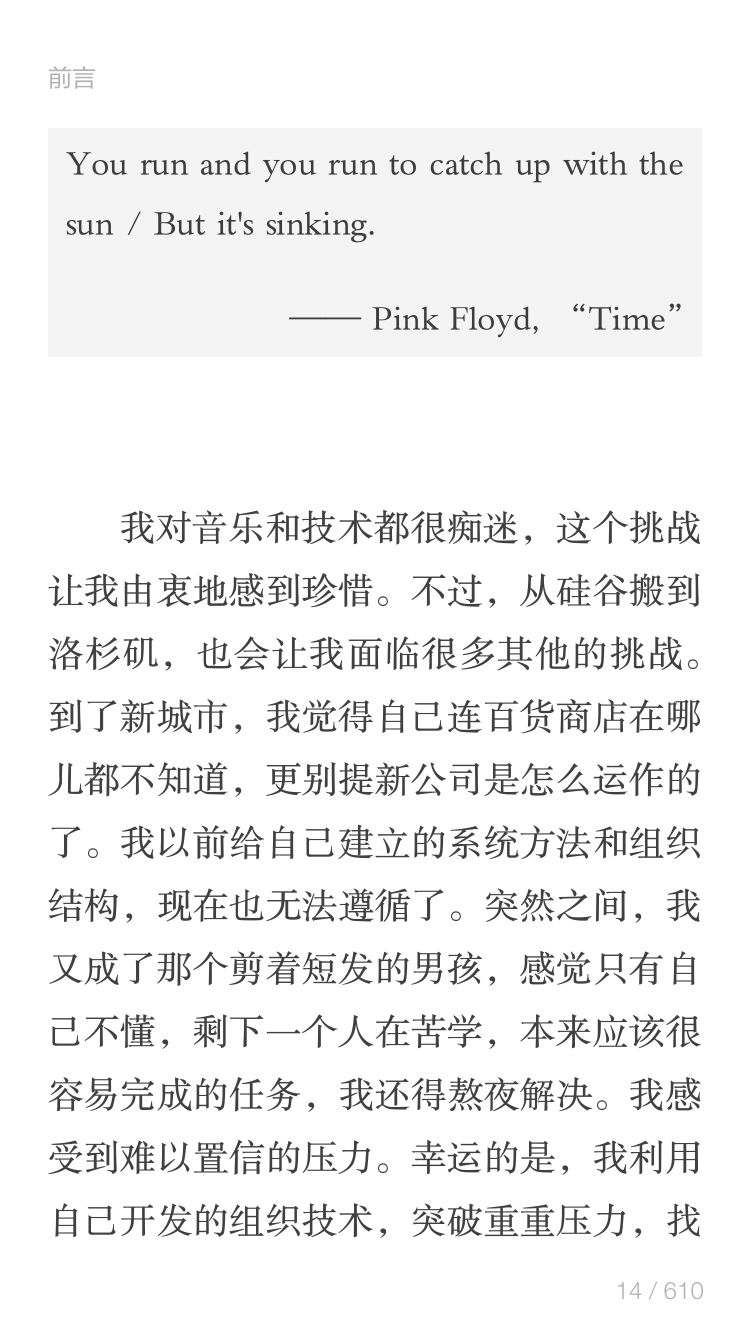 前言
You run and you run to catch up with the
sun / But it's sinking.
—— Pink Floyd, “Time”
我对音乐和技术都很痴迷，这个挑战
让我由衷地感到珍惜。不过，从硅谷搬到
洛杉矶，也会让我面临很多其他的挑战。
到了新城市，我觉得自己连百货商店在哪
儿都不知道，更别提新公司是怎么运作的
了。我以前给自己建立的系统方法和组织
结构，现在也无法遵循了。突然之间，我
又成了那个剪着短发的男孩，感觉只有自
己不懂，剩下一个人在苦学，本来应该很
容易完成的任务，我还得熬夜解决。我感
受到难以置信的压力。幸运的是，我利用
自己开发的组织技术，突破重重压力，找
14 / 610